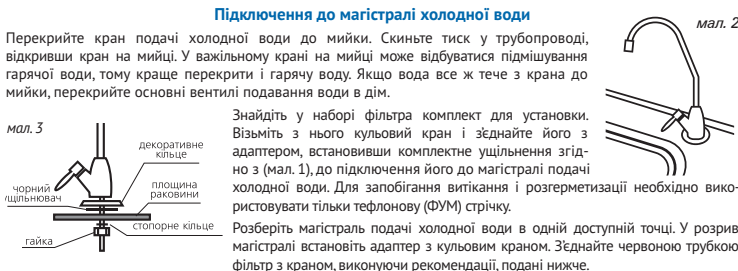 Підключення до магістралі холодної води
Перекрийте кран подачі холодної води до мийки. Скиньте тиск у трубопроводі,
відкривши кран на мийці. У важільному крані на мийці може відбуватися підмішування
гарячої води, тому краще перекрити і гарячу воду. Якщо вода все ж тече з крана до
мийки, перекрийте основні вентилі подавання води в дім.
мал. 2
мал. 3
декоративне
кільце
чорний
ущільнювач
площина
раковини
стопорне кільце
гайка
Знайдіть у наборі фільтра комплект для установки.
Візьміть з нього кульовий кран і з'єднайте його з
адаптером, встановивши комплектне ущільнення згід-
но з (мал. 1), до підключення його до магістралі подачі
холодної води. Для запобігання витікання і розгерметизації необхідно вико-
ристовувати тільки тефлонову (ФУМ) стрічку.
Розберіть магістраль подачі холодної води в одній доступній точці. У розрив
магістралі встановіть адаптер з кульовим краном. З'єднайте червоною трубкою
фільтр з краном, виконуючи рекомендації, подані нижче.